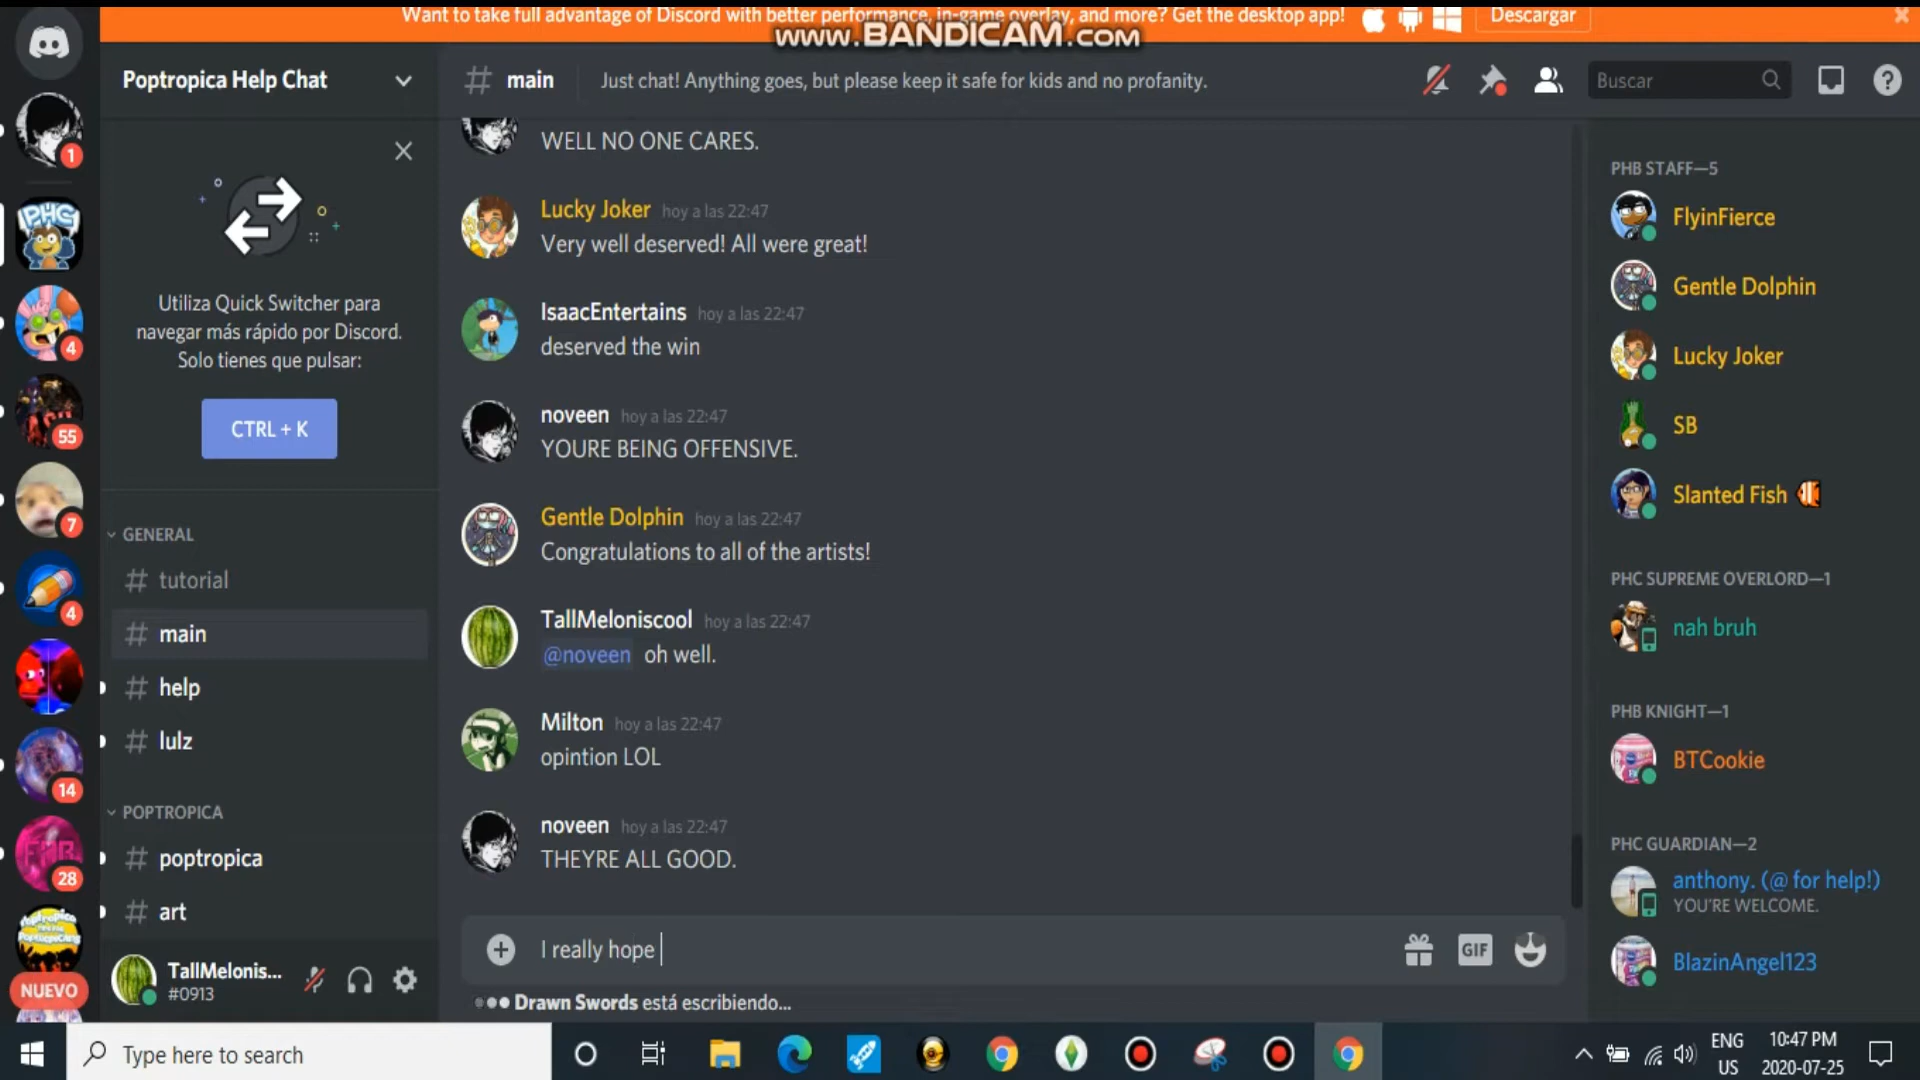 Want to take full advantage of Discord with better performance, in-game overlay, and more? Get the desktop app!
Descargar
www.BANDICAM.com
Poptropica Help Chat
# main
Just chat! Anything goes, but please keep it safe for kids and no profanity.
Buscar
1
PHC
4
55
7
4
14
28
NUEVO
Utiliza Quick Switcher para
navegar más rápido por Discord.
Solo tienes que pulsar:
CTRL + K
GENERAL
# tutorial
# main
# help
# lulz
POPTROPICA
# poptropica
# art
TallMelonis...
#0913
WELL NO ONE CARES.
Lucky Joker hoy a las 22:47
Very well deserved! All were great!
IsaacEntertains hoy a las 22:47
deserved the win
noveen hoy a las 22:47
YOURE BEING OFFENSIVE.
Gentle Dolphin hoy a las 22:47
Congratulations to all of the artists!
TallMeloniscool hoy a las 22:47
@noveen oh well.
Milton hoy a las 22:47
opintion LOL
noveen hoy a las 22:47
THEYRE ALL GOOD.
I really hope
GIF
Drawn Swords está escribiendo...
PHB STAFF—5
FlyinFierce
Gentle Dolphin
Lucky Joker
SB
Slanted Fish
PHC SUPREME OVERLORD—1
nah bruh
PHB KNIGHT—1
BTCookie
PHC GUARDIAN—2
anthony. (@ for help!)
YOU'RE WELCOME.
BlazinAngel123
Type here to search
ENG
US
10:47 PM
2020-07-25